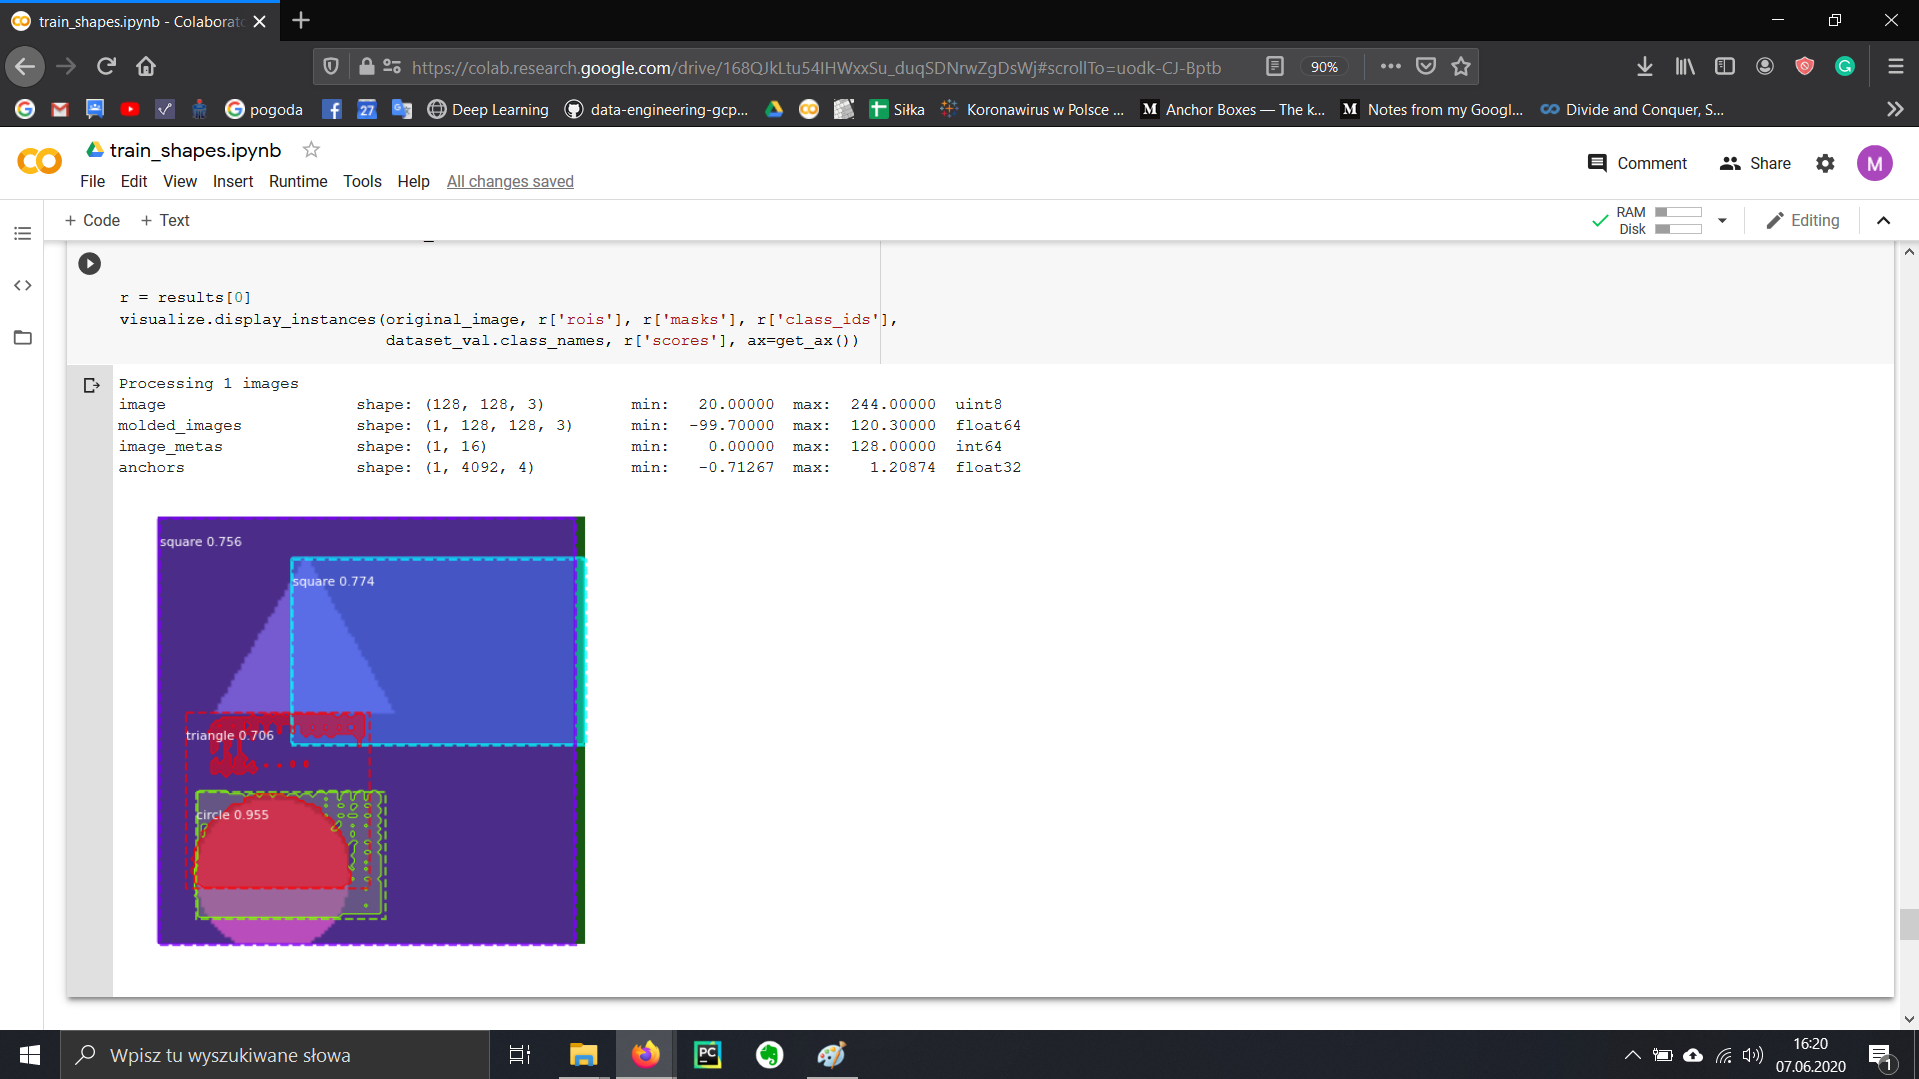 train_shapes.ipynb - Colaborato
https://colab.research.google.com/drive/168QJkLtu54IHWxxSu_duqSDNrwZgDsWj#scrollTo=uodk-CJ-Bptb
90%
pogoda
27
Deep Learning
data-engineering-gcp...
Siłka
Koronawirus w Polsce ...
Anchor Boxes — The k...
Notes from my Googl...
Divide and Conquer, S...
train_shapes.ipynb
File Edit View Insert Runtime Tools Help All changes saved
Comment
Share
M
+ Code + Text
RAM
Disk
Editing
r = results[0]
visualize.display_instances(original_image, r['rois'], r['masks'], r['class_ids'],
dataset_val.class_names, r['scores'], ax=get_ax())
Processing 1 images
image shape: (128, 128, 3) min: 20.00000 max: 244.00000 uint8
molded_images shape: (1, 128, 128, 3) min: -99.70000 max: 120.30000 float64
image_metas shape: (1, 16) min: 0.00000 max: 128.00000 int64
anchors shape: (1, 4092, 4) min: -0.71267 max: 1.20874 float32
square 0.756
square 0.774
triangle 0.706
circle 0.955
Wpisz tu wyszukiwane słowa
PC
16:20
07.06.2020
1